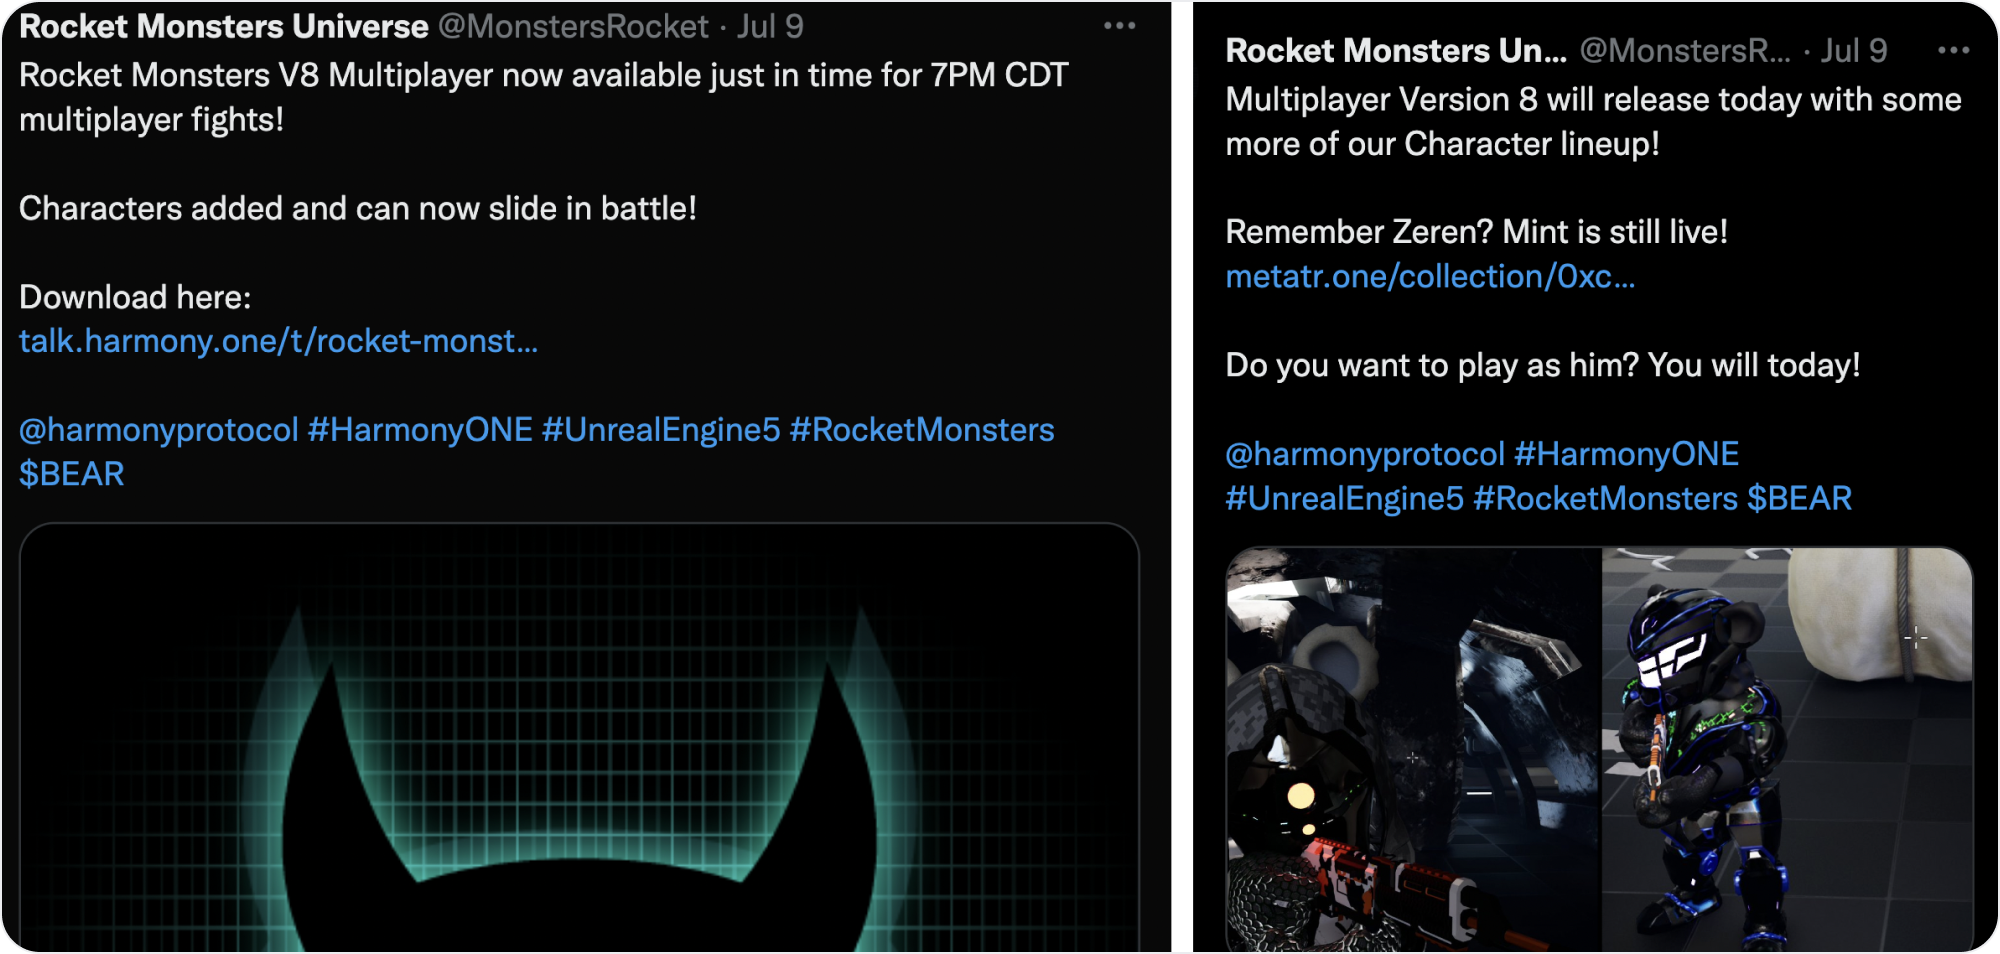 Rocket Monsters Universe @MonstersRocket · Jul 9
Rocket Monsters V8 Multiplayer now available just in time for 7PM CDT
multiplayer fights!
Characters added and can now slide in battle!
Download here:
talk.harmony.one/t/rocket-monst...
@harmonyprotocol #HarmonyONE #UnrealEngine5 #RocketMonsters
$BEAR
Rocket Monsters Un... @MonstersR... · Jul 9
Multiplayer Version 8 will release today with some
more of our Character lineup!
Remember Zeren? Mint is still live!
metatr.one/collection/0xc...
Do you want to play as him? You will today!
@harmonyprotocol #HarmonyONE
#UnrealEngine5 #RocketMonsters $BEAR